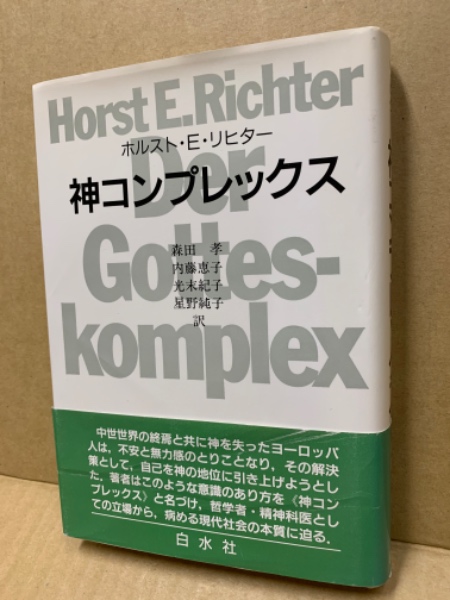 Horst E.Richter
ホルスト・E・リヒター
Der
神コンプレックス
Gottes-
komplex
森田 孝
内藤恵子
光末紀子
星野純子
訳
中世世界の終焉と共に神を失ったヨーロッパ
人は,不安と無力感のとりことなり,その解決
策として,自己を神の地位に引き上げようとし
た.著者はこのような意識のあり方を《神コン
プレックス》と名づけ,哲学者・精神科医とし
ての立場から,病める現代社会の本質に迫る.
白水社